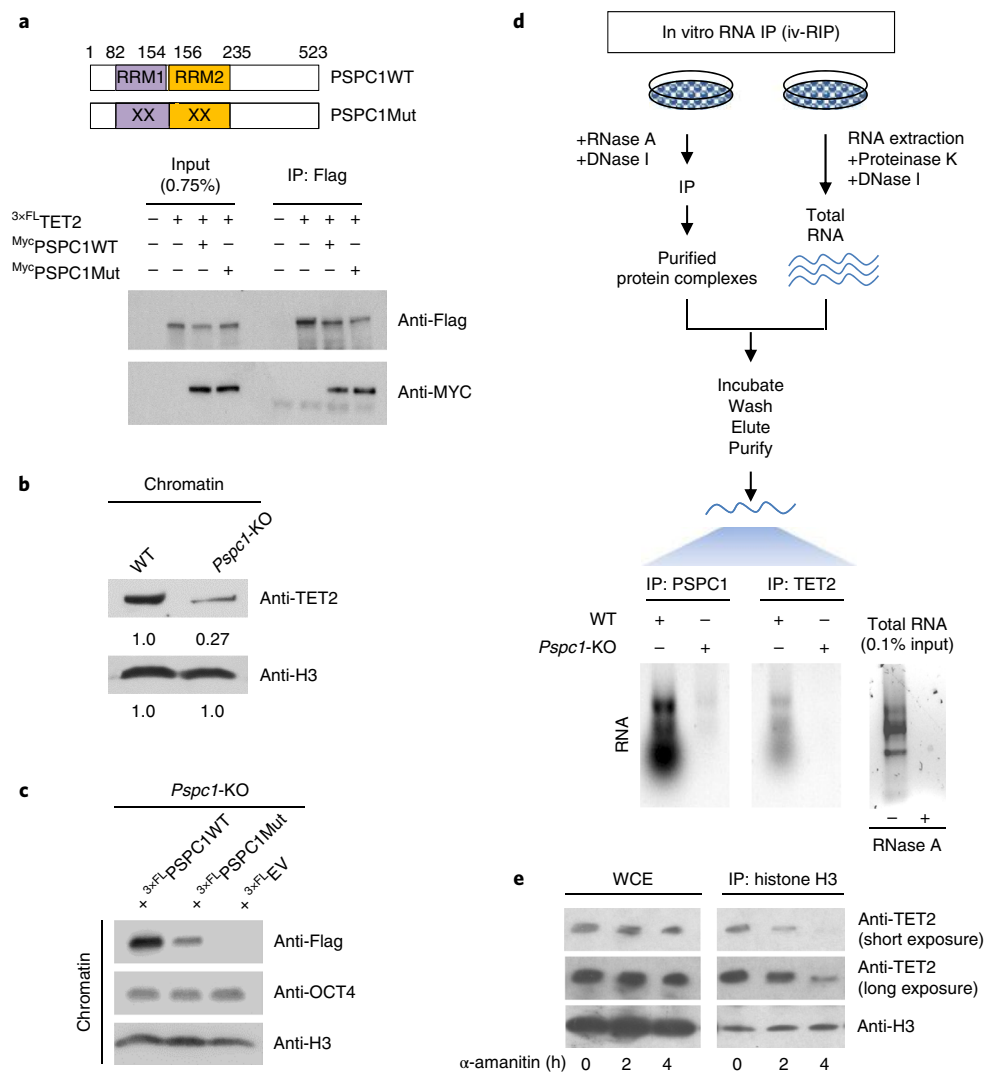 a
1 82 154 156 235 523
RRM1 RRM2 PSPC1WT
XX XX PSPC1Mut
Input
(0.75%)
IP: Flag
3×FLTET2 – + + + – + + +
MycPSPC1WT – – + – – – + –
MycPSPC1Mut – – – + – – – +
Anti-Flag
Anti-MYC
b
Chromatin
WT Pspc1-KO
Anti-TET2
1.0 0.27
Anti-H3
1.0 1.0
c
Pspc1-KO
+ 3×FLPSPC1WT
+ 3×FLPSPC1Mut
+ 3×FLEV
Chromatin
Anti-Flag
Anti-OCT4
Anti-H3
d
In vitro RNA IP (iv-RIP)
+RNase A
+DNase I
IP
Purified
protein complexes
RNA extraction
+Proteinase K
+DNase I
Total
RNA
Incubate
Wash
Elute
Purify
IP: PSPC1 IP: TET2
WT + – + –
Pspc1-KO – + – +
Total RNA
(0.1% input)
RNA
– +
RNase A
e
WCE IP: histone H3
Anti-TET2
(short exposure)
Anti-TET2
(long exposure)
Anti-H3
α-amanitin (h) 0 2 4 0 2 4